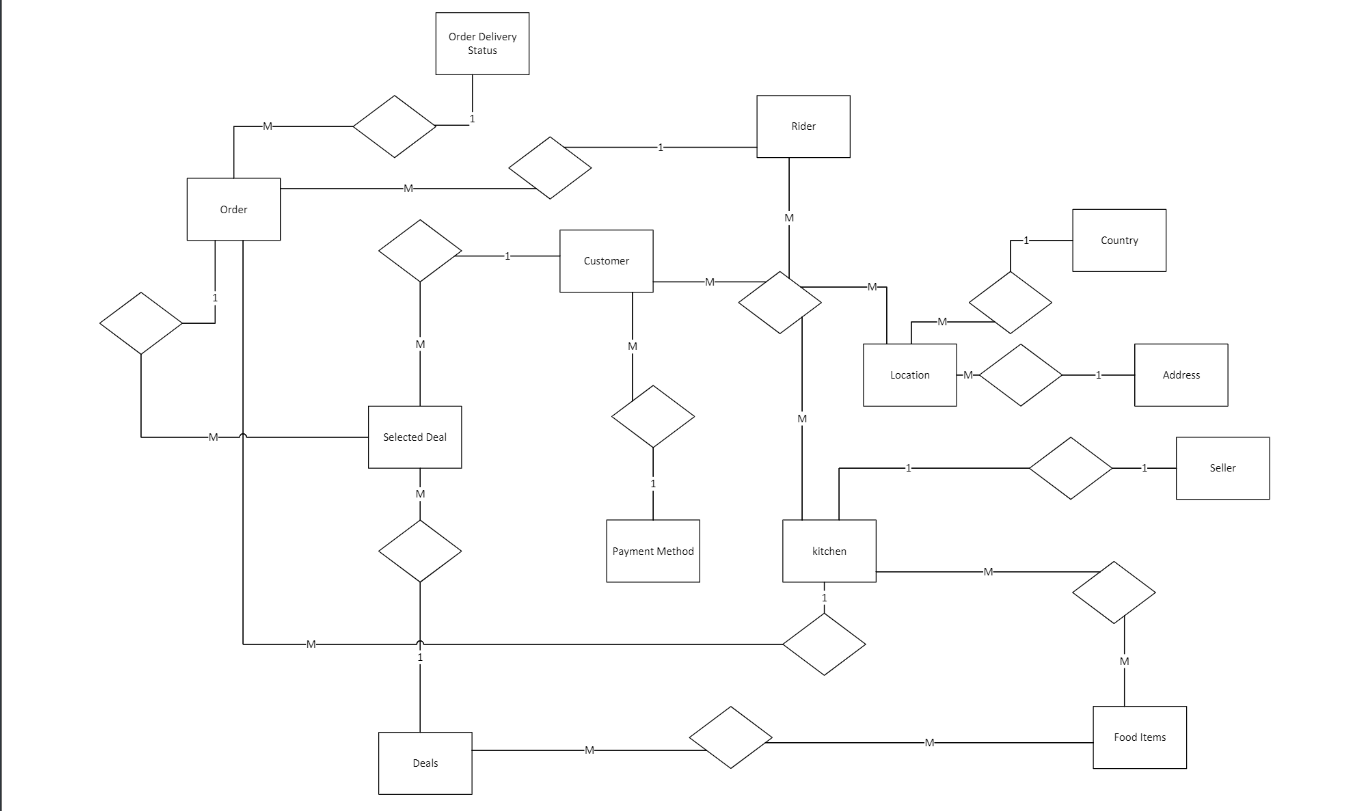 Order Delivery
Status
1
M
Rider
1
M
Order
M
Country
1
Customer
1
M
M
1
M
M
M
Location
M
1
Address
M
Selected Deal
M
1
1
Seller
M
1
Payment Method
kitchen
M
1
M
1
M
Food Items
M
M
Deals